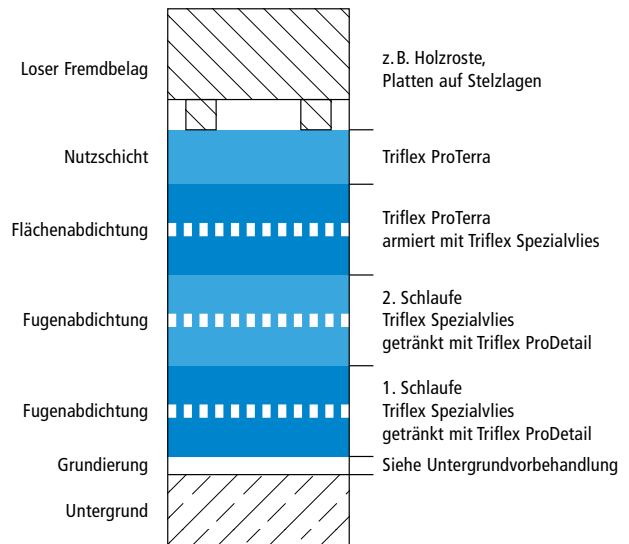 Loser Fremdbelag
z. B. Holzroste,
Platten auf Stelzlagen
Nutzschicht
Triflex ProTerra
Flächenabdichtung
Triflex ProTerra
armiert mit Triflex Spezialvlies
Fugenabdichtung
2. Schlaufe
Triflex Spezialvlies
getränkt mit Triflex ProDetail
Fugenabdichtung
1. Schlaufe
Triflex Spezialvlies
getränkt mit Triflex ProDetail
Grundierung
Siehe Untergrundvorbehandlung
Untergrund